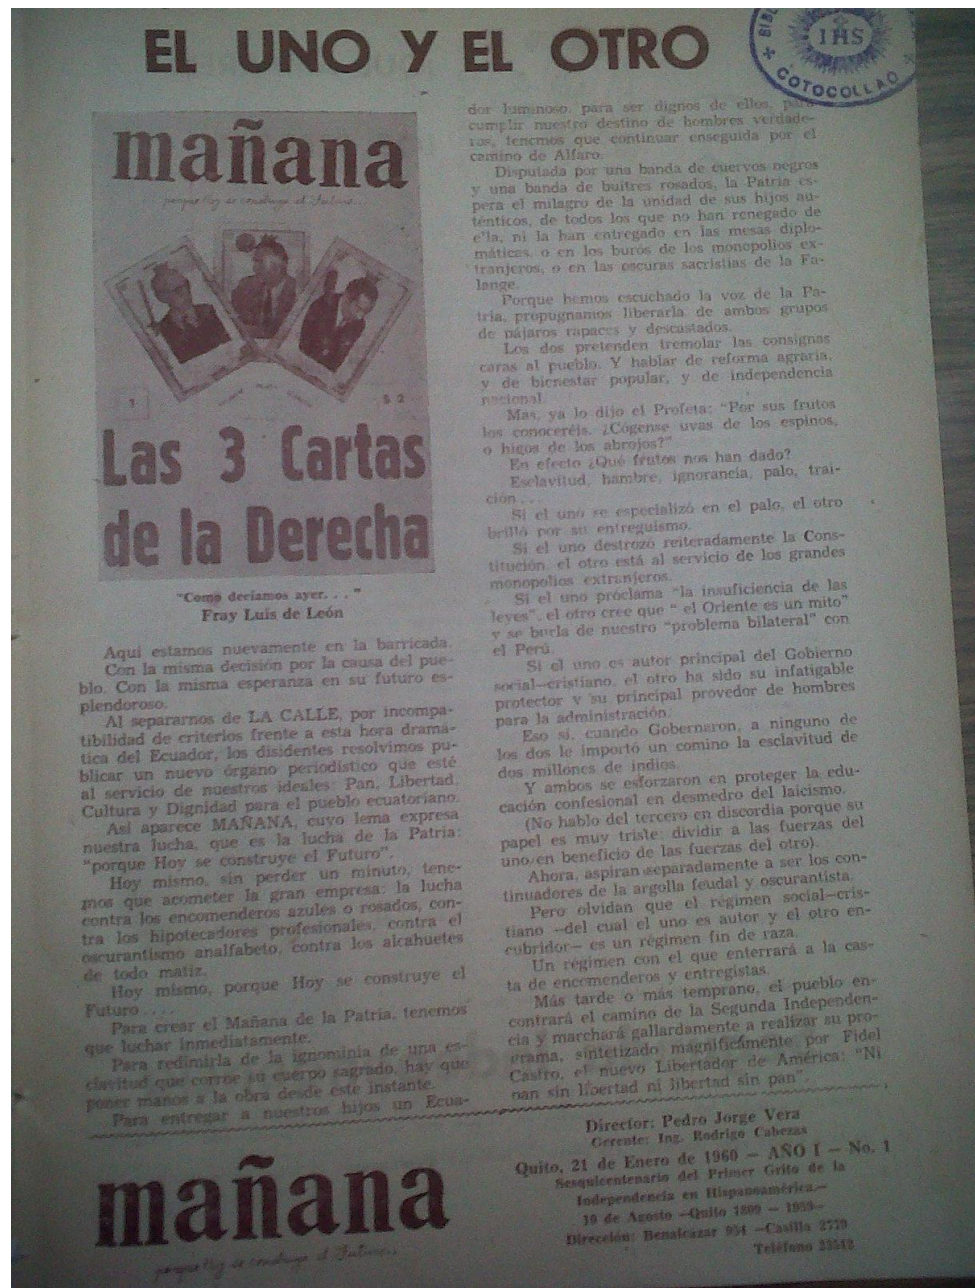 EL UNO Y EL OTRO
BIBL
IHS
COTOCOLLAO
mañana
porque Hoy se construye el Futuro...
1
S 2
Las 3 Cartas
de la Derecha
"Como decíamos ayer. . . "
Fray Luis de León
Aquí estamos nuevamente en la barricada.
Con la misma decisión por la causa del pue-
blo. Con la misma esperanza en su futuro es-
plendoroso.
Al separarnos de LA CALLE, por incompa-
tibilidad de criterios frente a esta hora dramá-
tica del Ecuador, los disidentes resolvimos pu-
blicar un nuevo órgano periodístico que esté
al servicio de nuestros ideales: Pan, Libertad,
Cultura y Dignidad para el pueblo ecuatoriano.
Así aparece MAÑANA, cuyo lema expresa
nuestra lucha, que es la lucha de la Patria:
"porque Hoy se construye el Futuro".
Hoy mismo, sin perder un minuto, tene-
mos que acometer la gran empresa: la lucha
contra los encomenderos azules o rosados, con-
tra los hipotecadores profesionales, contra el
oscurantismo analfabeto, contra los alcahuetes
de todo matiz.
Hoy mismo, porque Hoy se construye el
Futuro . . . .
Para crear el Mañana de la Patria, tenemos
que luchar inmediatamente.
Para redimirla de la ignominia de una es-
clavitud que corroe su cuerpo sagrado, hay que
poner manos a la obra desde este instante.
Para entregar a nuestros hijos un Ecua-
dor luminoso, para ser dignos de ellos, para
cumplir nuestro destino de hombres verdade-
ros, tenemos que continuar enseguida por el
camino de Alfaro.
Disputada por una banda de cuervos negros
y una banda de buitres rosados, la Patria es-
pera el milagro de la unidad de sus hijos au-
ténticos, de todos los que no han renegado de
e'la, ni la han entregado en las mesas diplo-
máticas, o en los burós de los monopolios ex-
tranjeros, o en las oscuras sacristías de la Fa-
lange.
Porque hemos escuchado la voz de la Pa-
tria, propugnamos liberarla de ambos grupos
de pájaros rapaces y descastados.
Los dos pretenden tremolar las consignas
caras al pueblo. Y hablar de reforma agraria,
y de bienestar popular, y de independencia
nacional.
Mas, ya lo dijo el Profeta: "Por sus frutos
los conoceréis. ¿Cógense uvas de los espinos,
o higos de los abrojos?"
En efecto ¿Qué frutos nos han dado?
Esclavitud, hambre, ignorancia, palo, trai-
ción . . .
Si el uno se especializó en el palo, el otro
brilló por su entreguismo.
Si el uno destrozó reiteradamente la Cons-
titución, el otro está al servicio de los grandes
monopolios extranjeros.
Si el uno proclama "la insuficiencia de las
leyes", el otro cree que " el Oriente es un mito"
y se burla de nuestro "problema bilateral" con
el Perú.
Si el uno es autor principal del Gobierno
social-cristiano, el otro ha sido su infatigable
protector y su principal provedor de hombres
para la administración.
Eso sí, cuando Gobernaron, a ninguno de
los dos le importó un comino la esclavitud de
dos millones de indios.
Y ambos se esforzaron en proteger la edu-
cación confesional en desmedro del laicismo.
(No hablo del tercero en discordia porque su
papel es muy triste: dividir a las fuerzas del
uno en beneficio de las fuerzas del otro).
Ahora, aspiran separadamente a ser los con-
tinuadores de la argolla feudal y oscurantista.
Pero olvidan que el régimen social-cris-
tiano -del cual el uno es autor y el otro en-
cubridor- es un régimen fin de raza.
Un régimen con el que enterrará a la cas-
ta de encomenderos y entregistas.
Más tarde o más temprano, el pueblo en-
contrará el camino de la Segunda Independen-
cia y marchará gallardamente a realizar su pro-
grama, sintetizado magníficamente por Fidel
Castro, el nuevo Libertador de América: "Ni
pan sin libertad ni libertad sin pan".
mañana
porque Hoy se construye el Futuro...
Director: Pedro Jorge Vera
Gerente: Ing. Rodrigo Cabezas
Quito, 21 de Enero de 1960 — AÑO I — No. 1
Sesquicentenario del Primer Grito de la
Independencia en Hispanoamérica.—
10 de Agosto —Quito 1809 — 1959—
Dirección: Benalcázar 954 —Casilla 2779
Teléfono 23542